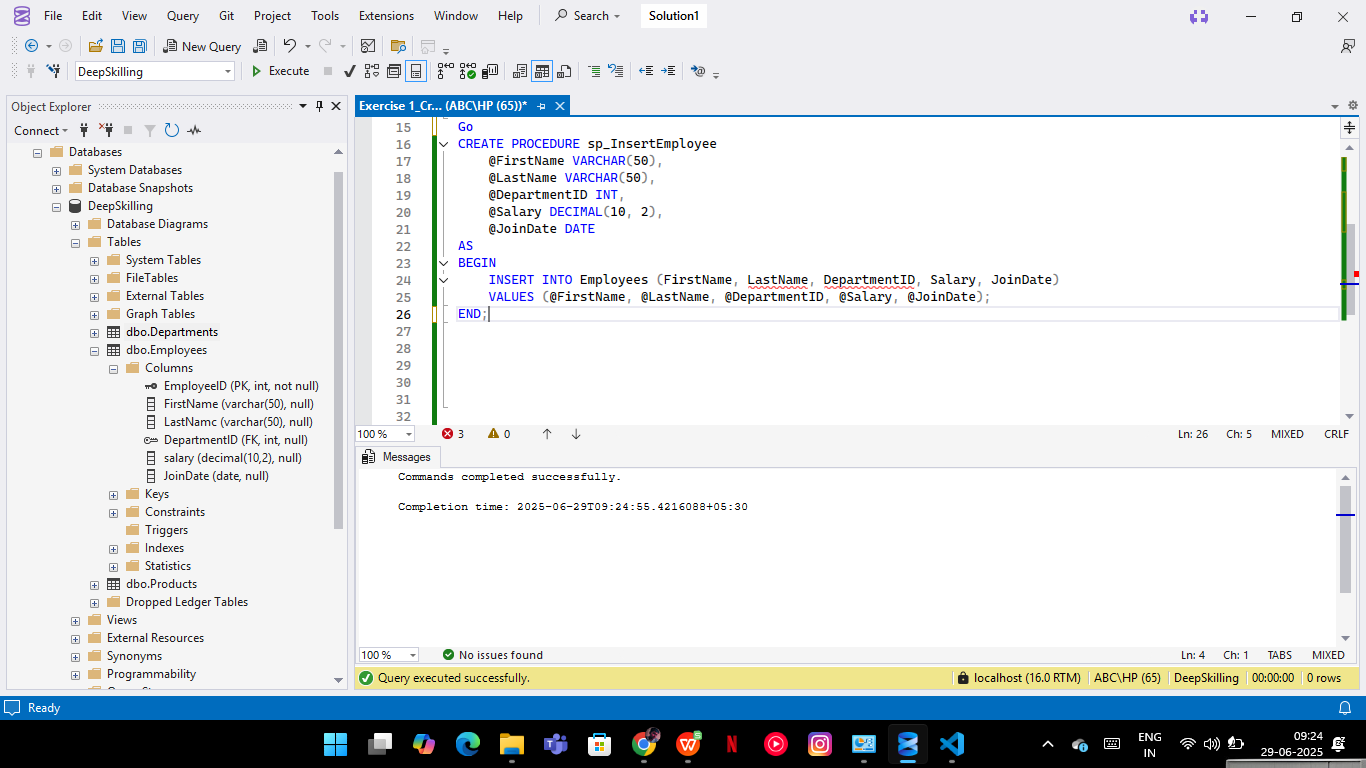 File Edit View Query Git Project Tools Extensions Window Help Search Solution1
New Query
DeepSkilling Execute
Object Explorer
Connect
Databases
System Databases
Database Snapshots
DeepSkilling
Database Diagrams
Tables
System Tables
FileTables
External Tables
Graph Tables
dbo.Departments
dbo.Employees
Columns
EmployeeID (PK, int, not null)
FirstName (varchar(50), null)
LastNamc (varchar(50), null)
DepartmentID (FK, int, null)
salary (decimal(10,2), null)
JoinDate (date, null)
Keys
Constraints
Triggers
Indexes
Statistics
dbo.Products
Dropped Ledger Tables
Views
External Resources
Synonyms
Programmability
Exercise 1_Cr... (ABC\HP (65))*
15 Go
16 CREATE PROCEDURE sp_InsertEmployee
17 @FirstName VARCHAR(50),
18 @LastName VARCHAR(50),
19 @DepartmentID INT,
20 @Salary DECIMAL(10, 2),
21 @JoinDate DATE
22 AS
23 BEGIN
24 INSERT INTO Employees (FirstName, LastName, DepartmentID, Salary, JoinDate)
25 VALUES (@FirstName, @LastName, @DepartmentID, @Salary, @JoinDate);
26 END;
27
28
29
30
31
32
100 % 3 0 Ln: 26 Ch: 5 MIXED CRLF
Messages
Commands completed successfully.
Completion time: 2025-06-29T09:24:55.4216088+05:30
100 % No issues found Ln: 4 Ch: 1 TABS MIXED
Query executed successfully. localhost (16.0 RTM) ABC\HP (65) DeepSkilling 00:00:00 0 rows
Ready
ENG
IN
09:24
29-06-2025